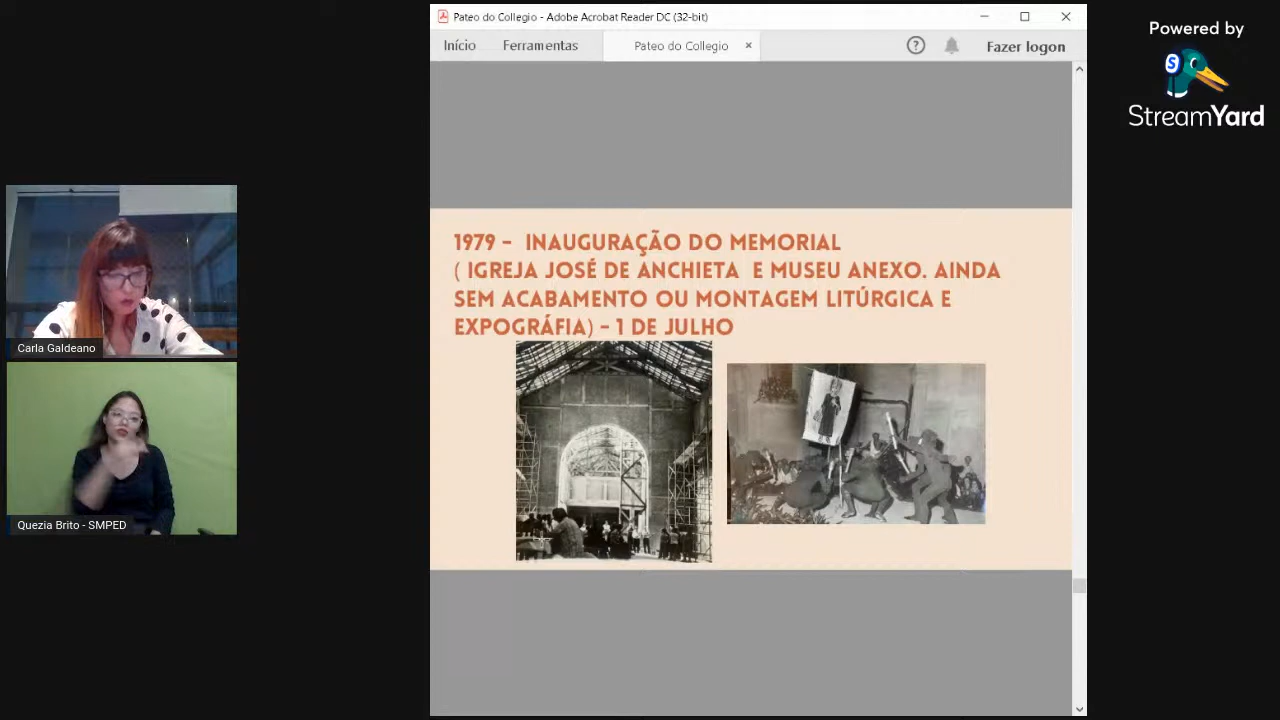 Pateo do Collegio - Adobe Acrobat Reader DC (32-bit)
Início Ferramentas Pateo do Collegio × ? Fazer logon
Powered by
S
StreamYard
1979 - INAUGURAÇÃO DO MEMORIAL
( IGREJA JOSÉ DE ANCHIETA E MUSEU ANEXO. AINDA
SEM ACABAMENTO OU MONTAGEM LITÚRGICA E
EXPOGRÁFIA) - 1 DE JULHO
Carla Galdeano
Quezia Brito - SMPED